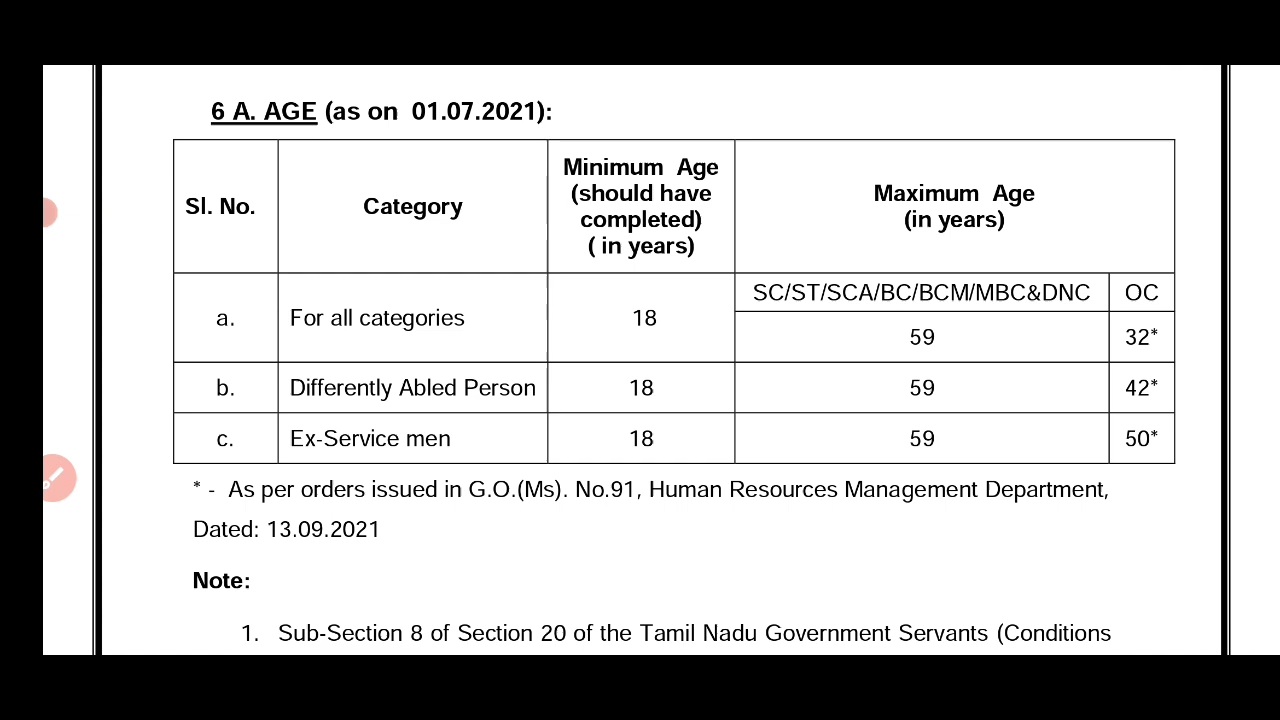 6 A. AGE (as on 01.07.2021):
Sl. No.
Category
Minimum Age
(should have
completed)
( in years)
Maximum Age
(in years)
a.
For all categories
18
SC/ST/SCA/BC/BCM/MBC&DNC
OC
59
32*
b.
Differently Abled Person
18
59
42*
c.
Ex-Service men
18
59
50*
* - As per orders issued in G.O.(Ms). No.91, Human Resources Management Department,
Dated: 13.09.2021
Note:
1. Sub-Section 8 of Section 20 of the Tamil Nadu Government Servants (Conditions